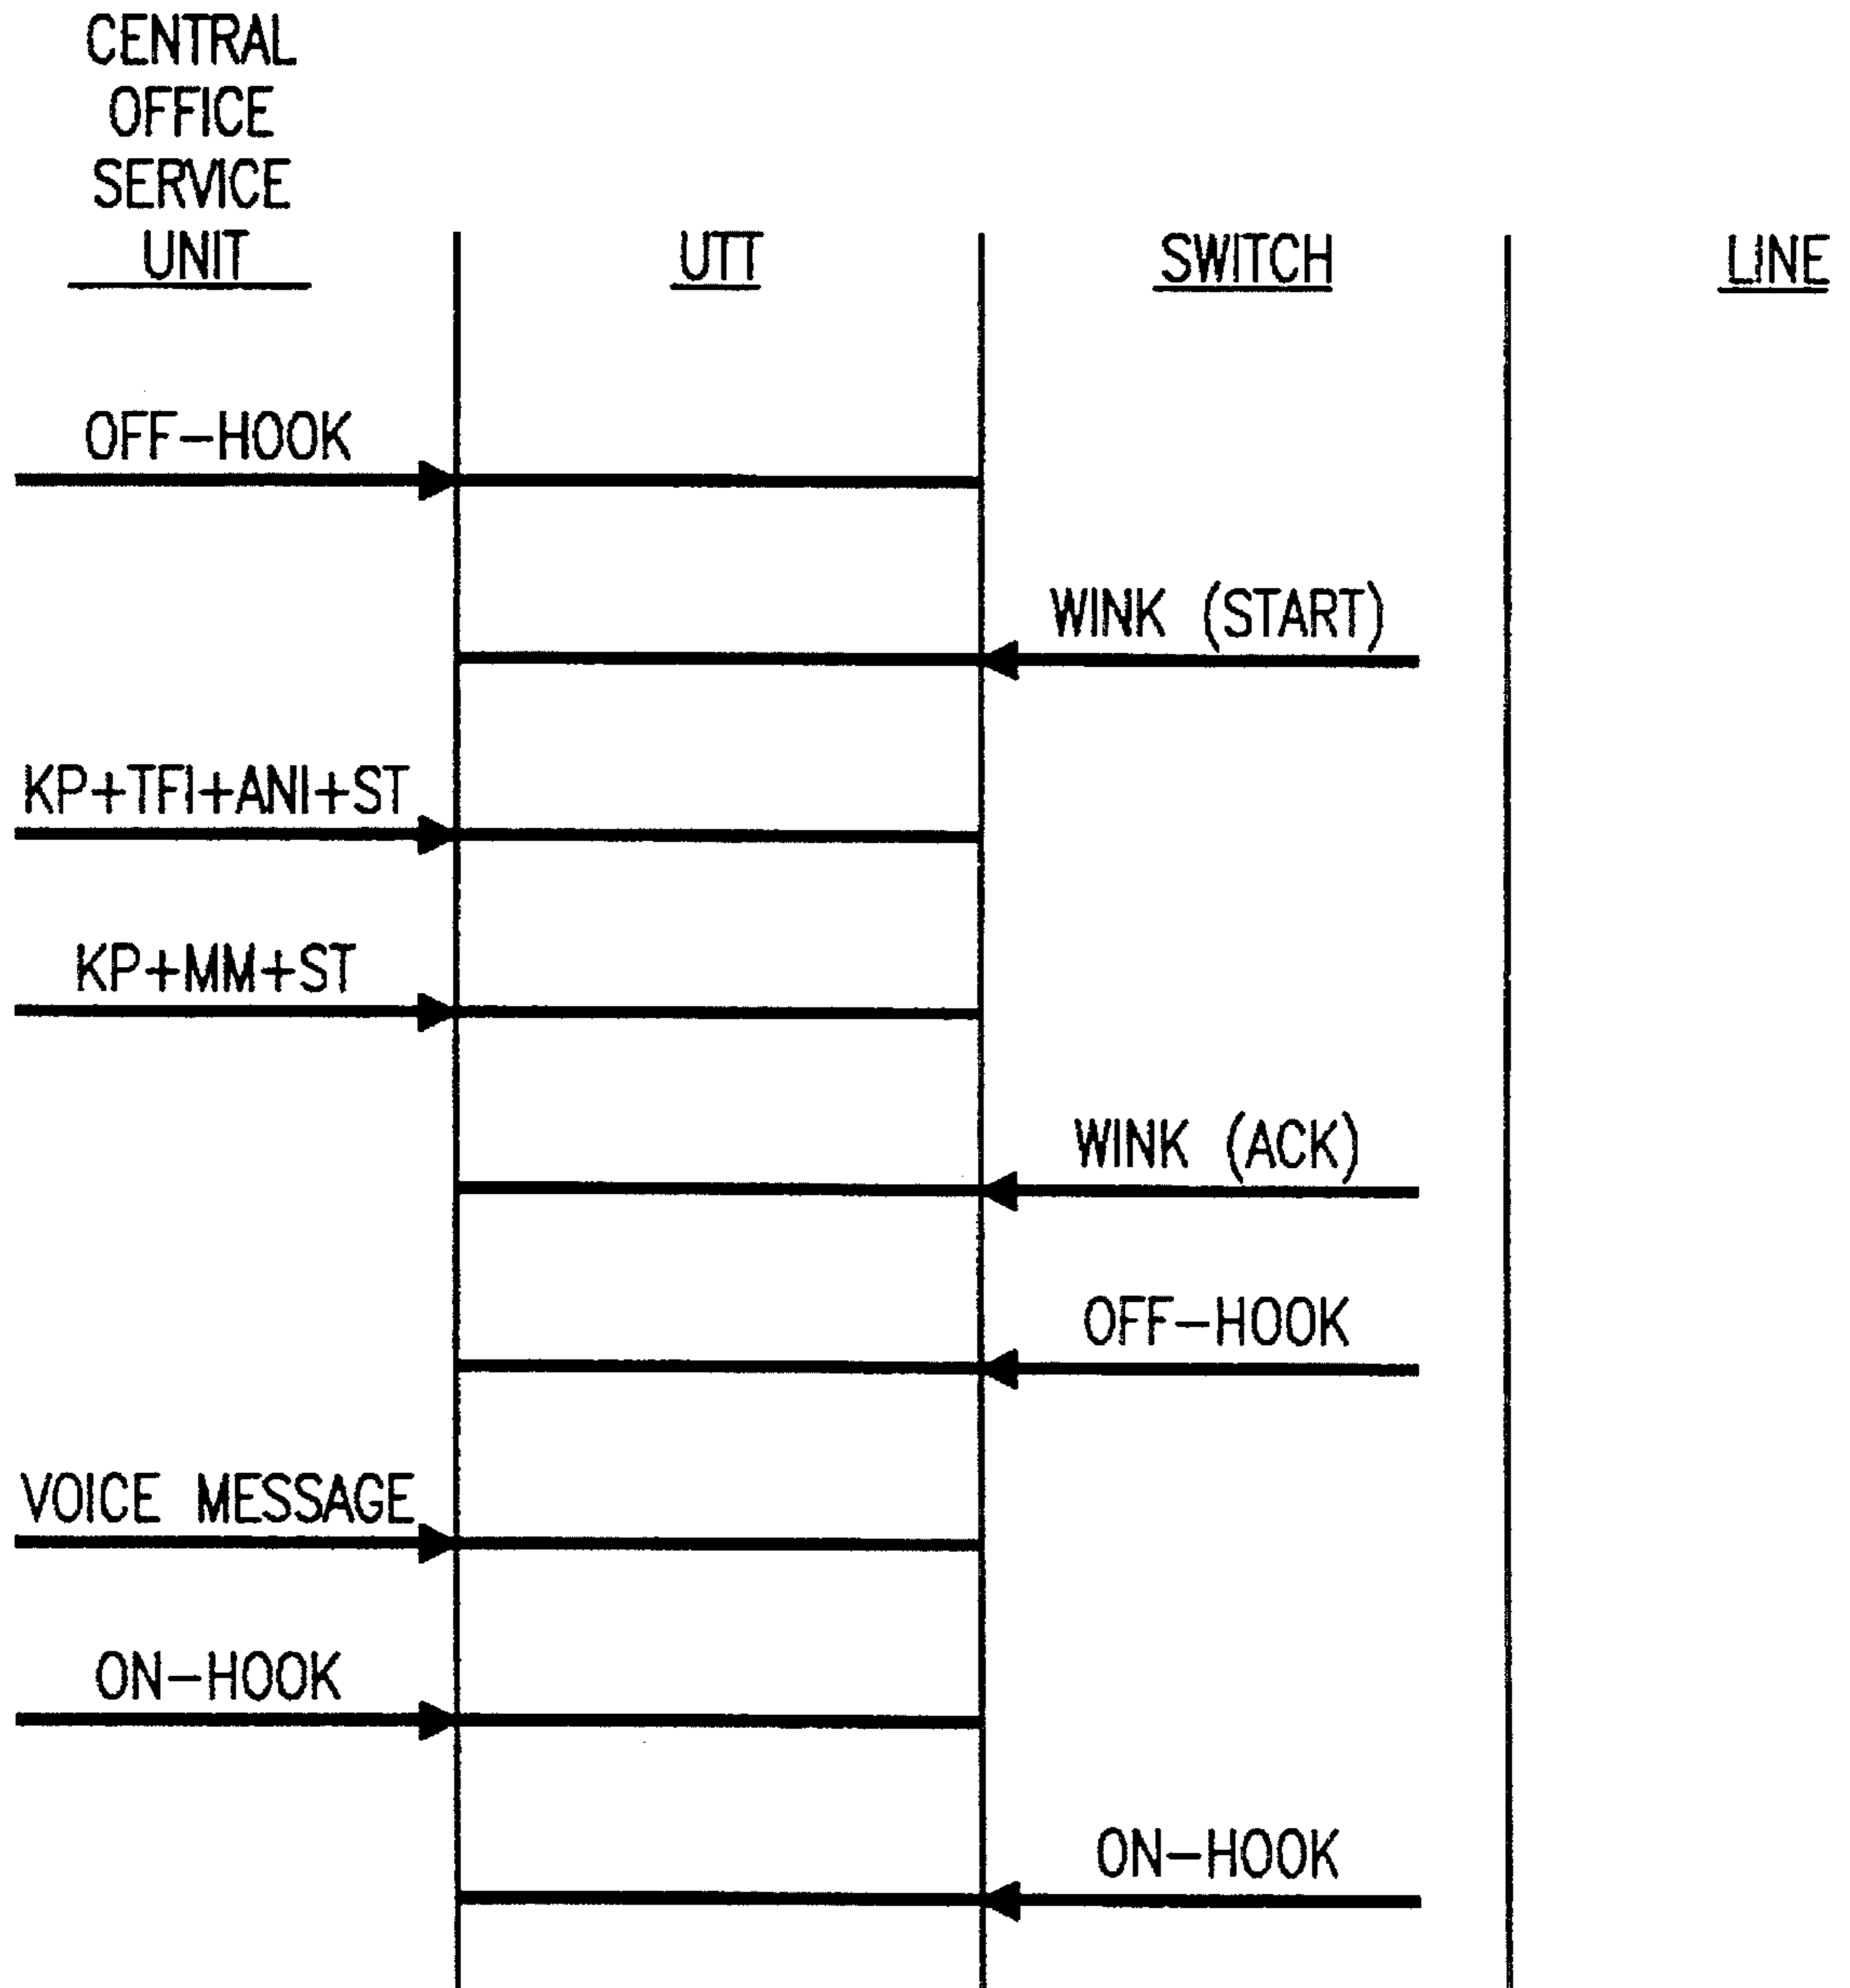 CENTRAL
OFFICE
SERVICE
UNIT
UTT
SWITCH
LINE
OFF-HOOK
WINK (START)
KP+TFI+ANI+ST
KP+MM+ST
WINK (ACK)
OFF-HOOK
VOICE MESSAGE
ON-HOOK
ON-HOOK